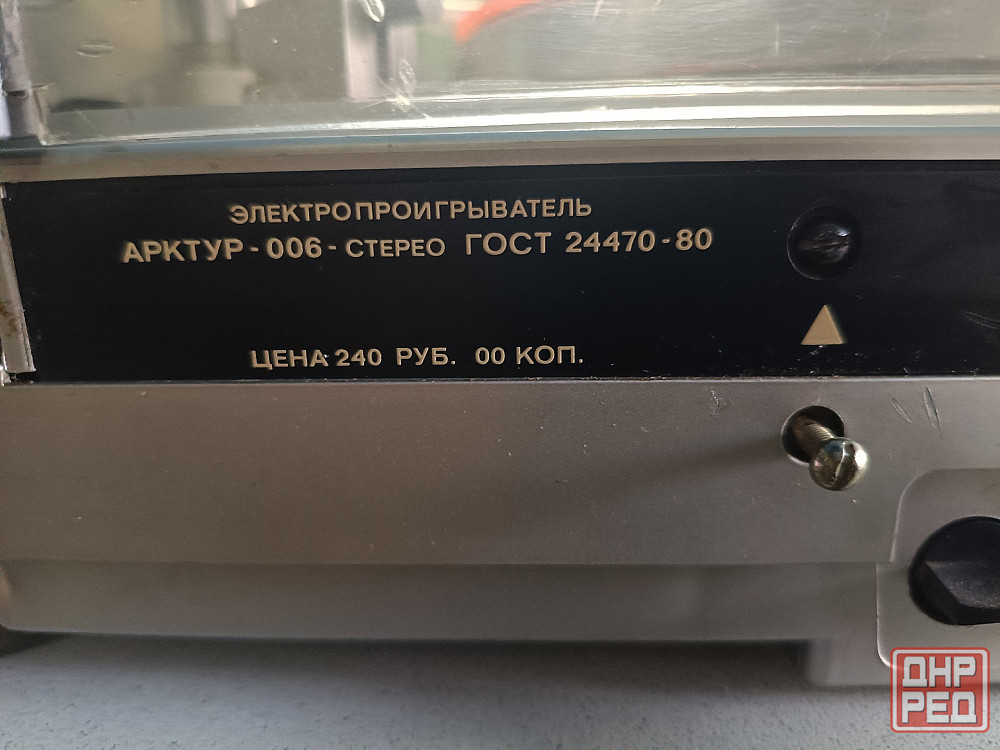 ЭЛЕКТРОПРОИГРЫВАТЕЛЬ
АРКТУР-006-СТЕРЕО ГОСТ 24470-80
ЦЕНА 240 РУБ. 00 КОП.
ДНР
РЕД